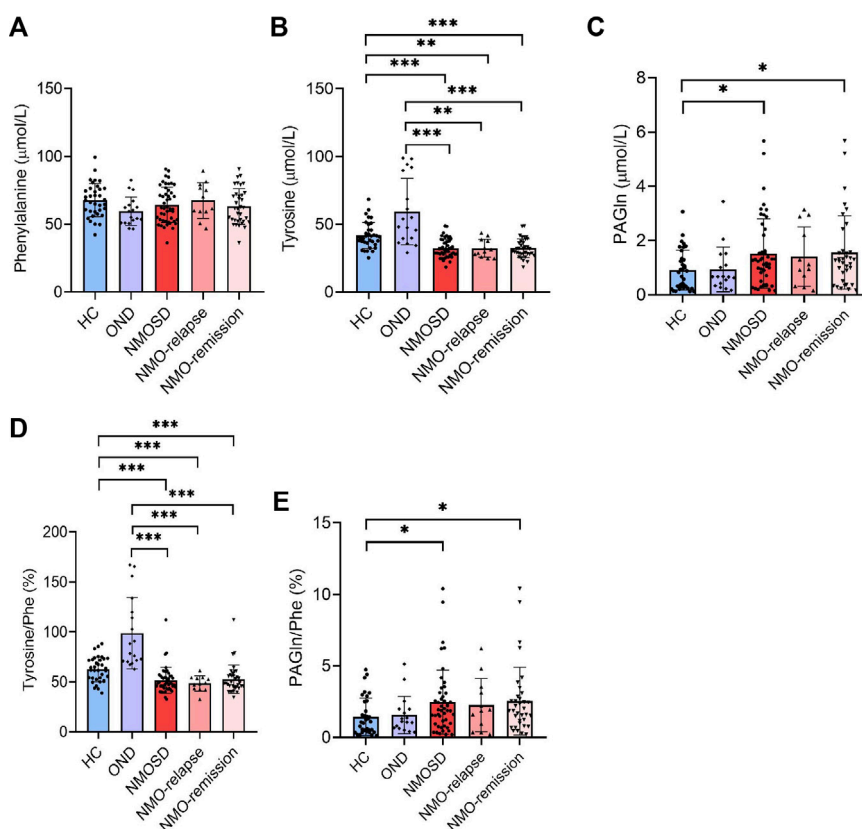 A
Phenylalanine (μmol/L)
150
100
50
0
HC
OND
NMOSD
NMO-relapse
NMO-remission
B
Tyrosine (μmol/L)
150
100
50
0
***
**
***
***
**
***
HC
OND
NMOSD
NMO-relapse
NMO-remission
C
PAGln (μmol/L)
8
6
4
2
0
*
*
HC
OND
NMOSD
NMO-relapse
NMO-remission
D
Tyrosine/Phe (%)
200
150
100
50
0
***
***
***
***
***
***
HC
OND
NMOSD
NMO-relapse
NMO-remission
E
PAGln/Phe (%)
15
10
5
0
*
*
HC
OND
NMOSD
NMO-relapse
NMO-remission